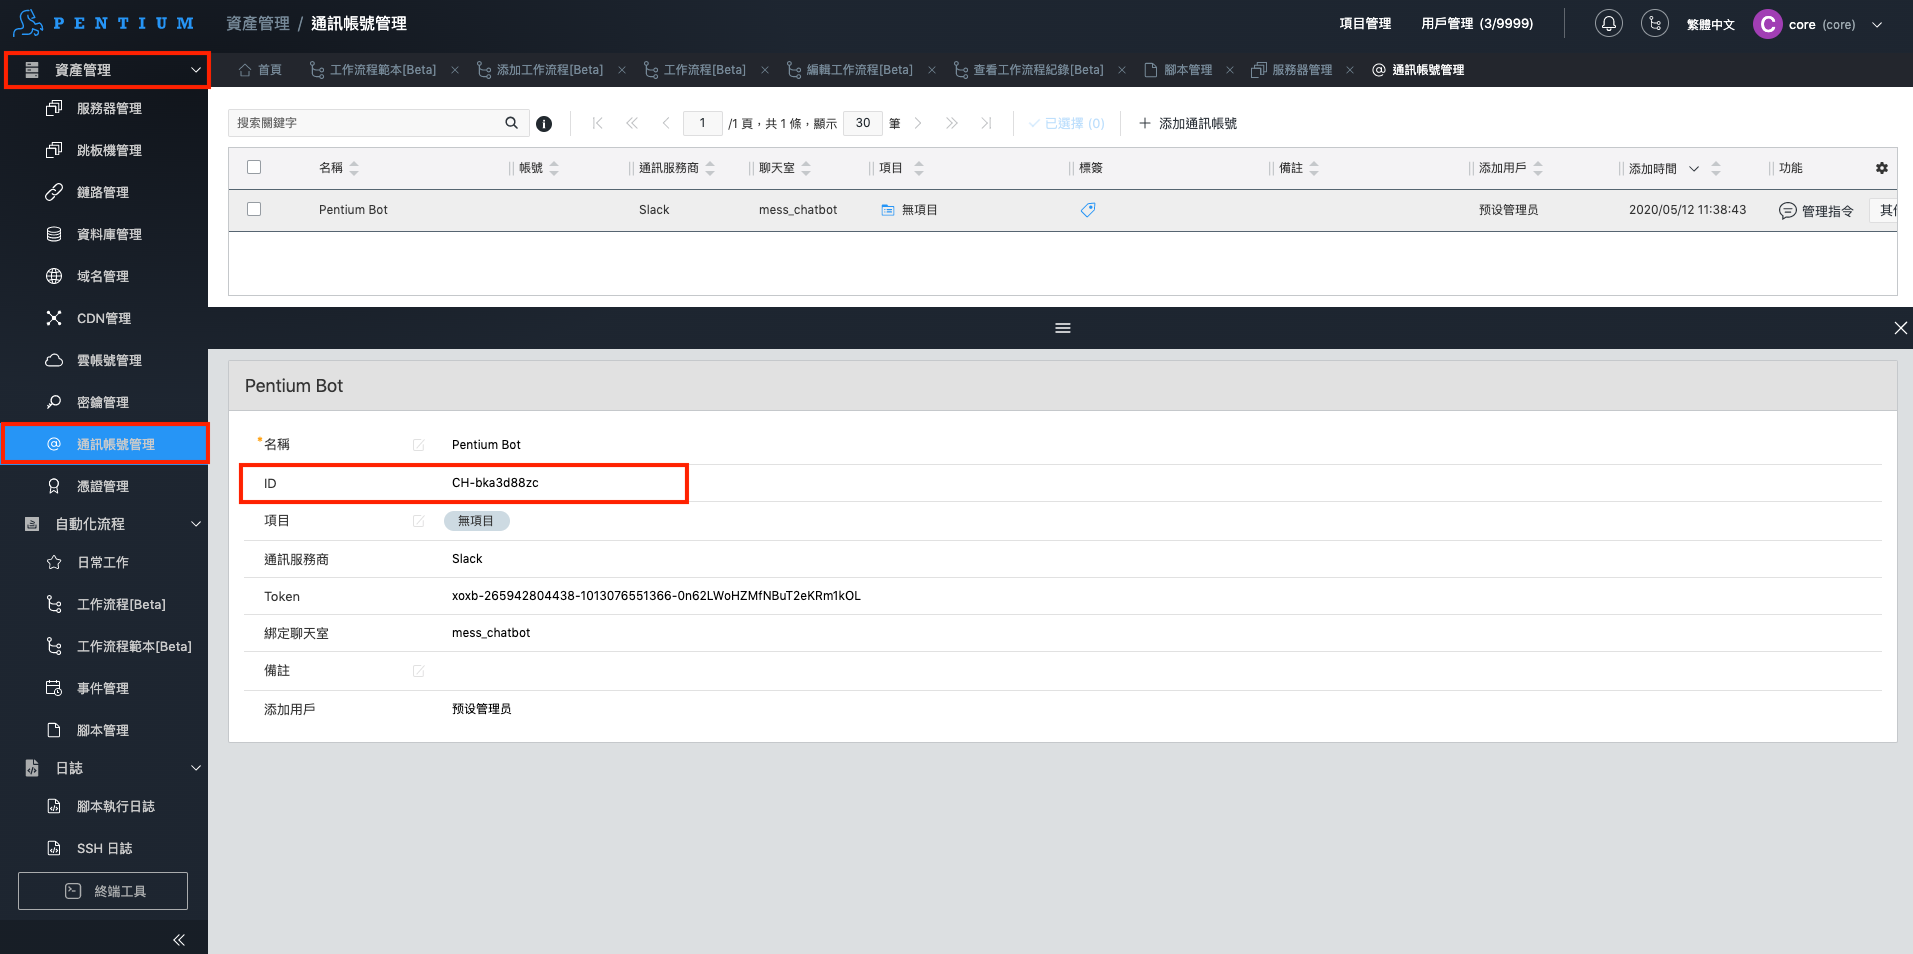 PENTIUM
資產管理 / 通訊帳號管理
項目管理
用戶管理 (3/9999)
繁體中文
C
core (core)
資產管理
服務器管理
跳板機管理
鏈路管理
資料庫管理
域名管理
CDN管理
雲帳號管理
密鑰管理
通訊帳號管理
憑證管理
自動化流程
日常工作
工作流程[Beta]
工作流程範本[Beta]
事件管理
腳本管理
日誌
腳本執行日誌
SSH 日誌
終端工具
首頁
工作流程範本[Beta]
添加工作流程[Beta]
工作流程[Beta]
編輯工作流程[Beta]
查看工作流程紀錄[Beta]
腳本管理
服務器管理
通訊帳號管理
搜索關鍵字
1 /1 頁，共 1 條，顯示 30 筆
已選擇 (0)
添加通訊帳號
名稱 帳號 通訊服務商 聊天室 項目 標簽 備註 添加用戶 添加時間 功能
Pentium Bot Slack mess_chatbot 無項目 预设管理员 2020/05/12 11:38:43 管理指令
Pentium Bot
*名稱 Pentium Bot
ID CH-bka3d88zc
項目 無項目
通訊服務商 Slack
Token xoxb-265942804438-1013076551366-0n62LWoHZMfNBuT2eKRm1kOL
綁定聊天室 mess_chatbot
備註
添加用戶 预设管理员